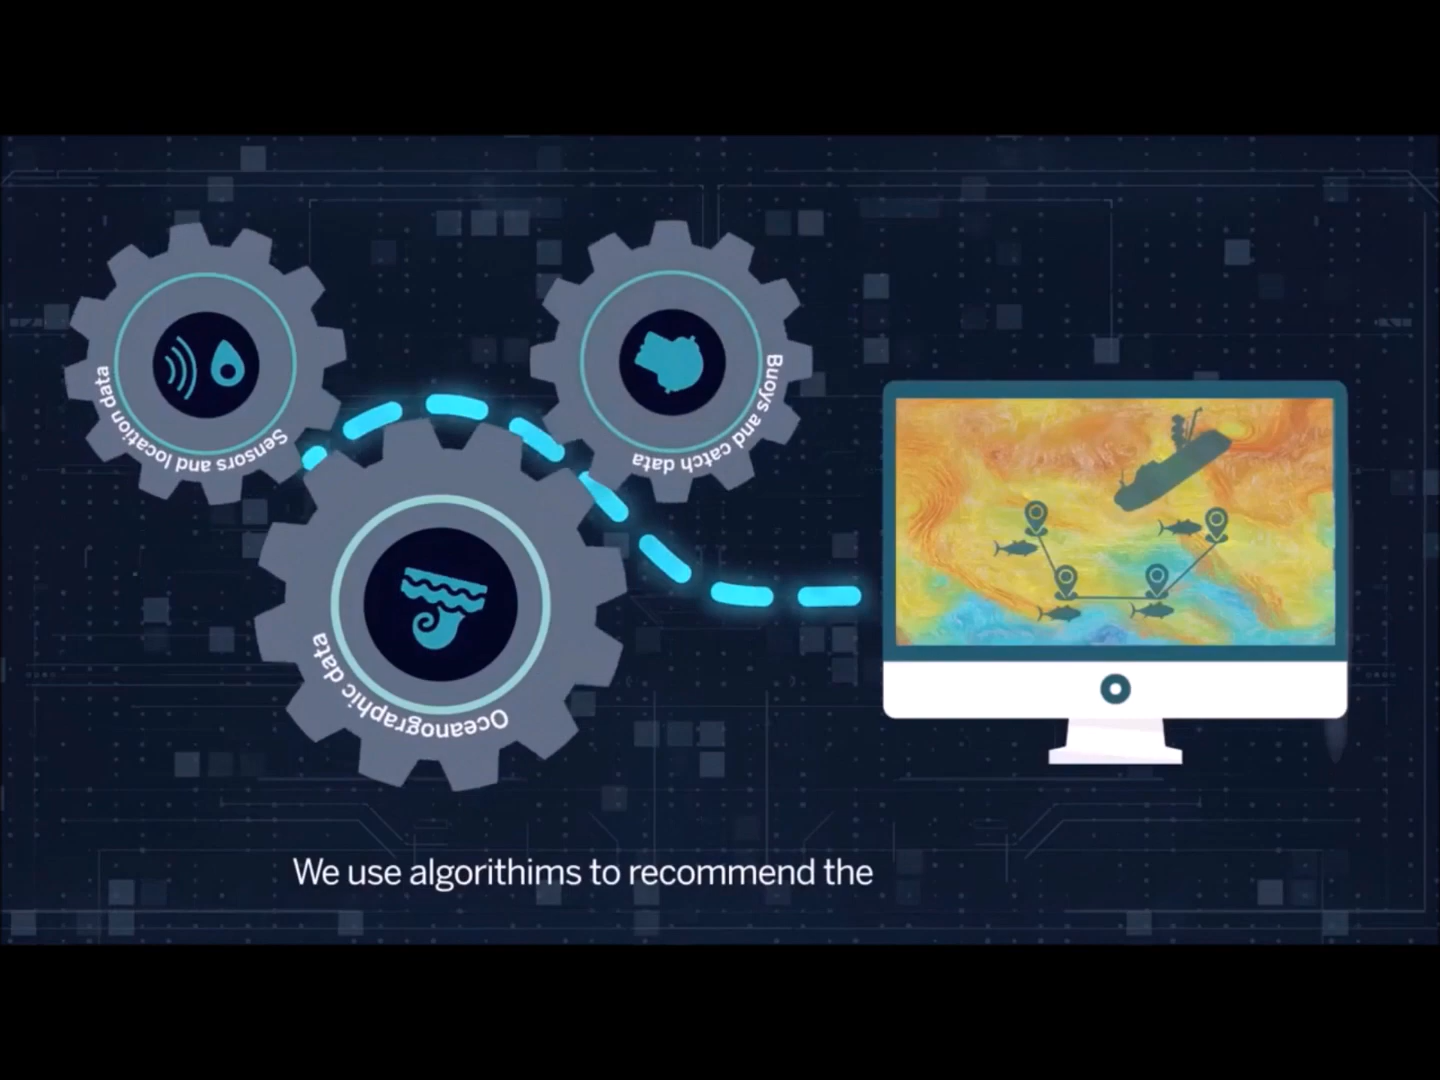 Sensors and location data
Buoys and catch data
Oceanographic data
We use algorithims to recommend the